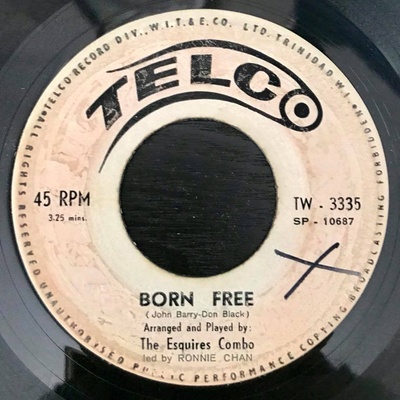 TELCO RECORD DIV., W.I.T. & E. CO. LTD. TRINIDAD, W.I.
TELCO
45 RPM
3.25 mins.
TW - 3335
SP - 10687
BORN FREE
(John Barry-Don Black)
Arranged and Played by:
The Esquires Combo
led by RONNIE CHAN
ALL RIGHTS RESERVED UNAUTHORISED PUBLIC PERFORMANCE COPYING BROADCASTING FORBIDDEN